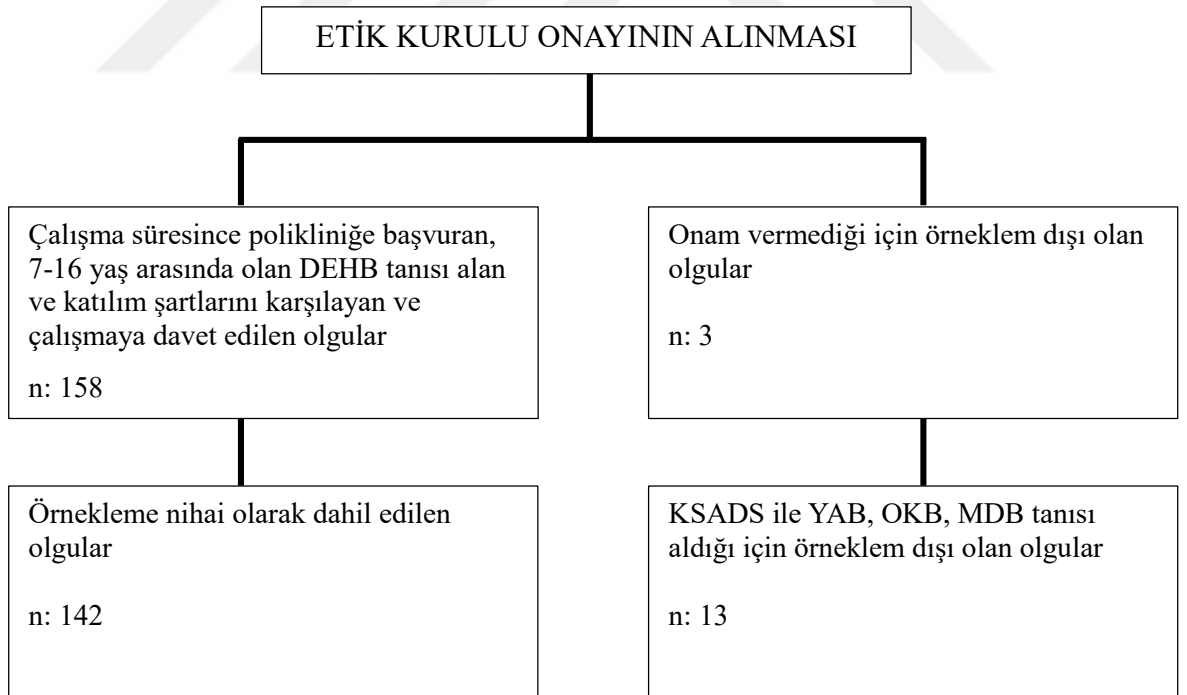 ETİK KURULU ONAYININ ALINMASI
Çalışma süresince polikliniğe başvuran,
7-16 yaş arasında olan DEHB tanısı alan
ve katılım şartlarını karşılayan ve
çalışmaya davet edilen olgular
n: 158
Onam vermediği için örneklem dışı olan
olgular
n: 3
Örnekleme nihai olarak dahil edilen
olgular
n: 142
KSADS ile YAB, OKB, MDB tanısı
aldığı için örneklem dışı olan olgular
n: 13